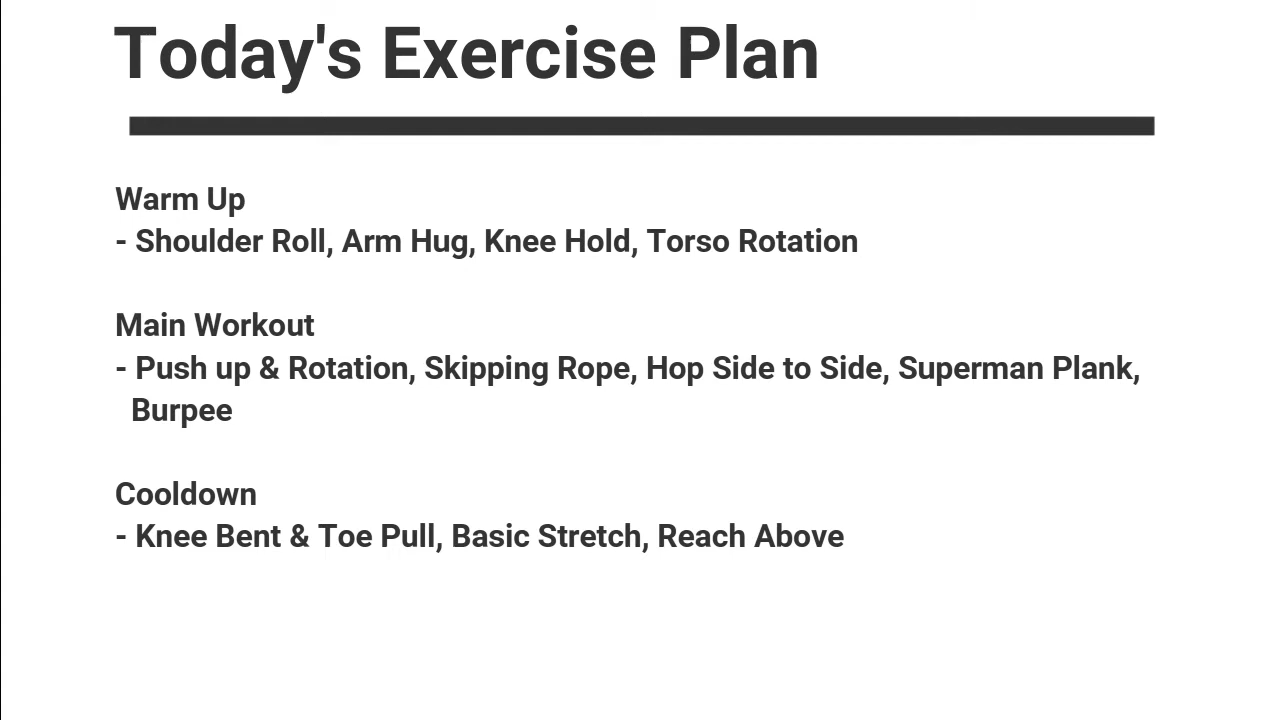 Today's Exercise Plan
Warm Up
- Shoulder Roll, Arm Hug, Knee Hold, Torso Rotation
Main Workout
- Push up & Rotation, Skipping Rope, Hop Side to Side, Superman Plank,
Burpee
Cooldown
- Knee Bent & Toe Pull, Basic Stretch, Reach Above